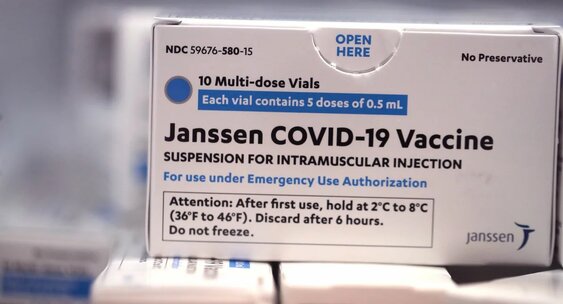 OPEN
HERE
NDC 59676-580-15
No Preservative
10 Multi-dose Vials
Each vial contains 5 doses of 0.5 mL
Janssen COVID-19 Vaccine
SUSPENSION FOR INTRAMUSCULAR INJECTION
For use under Emergency Use Authorization
Attention: After first use, hold at 2°C to 8°C
(36°F to 46°F). Discard after 6 hours.
Do not freeze.
janssen